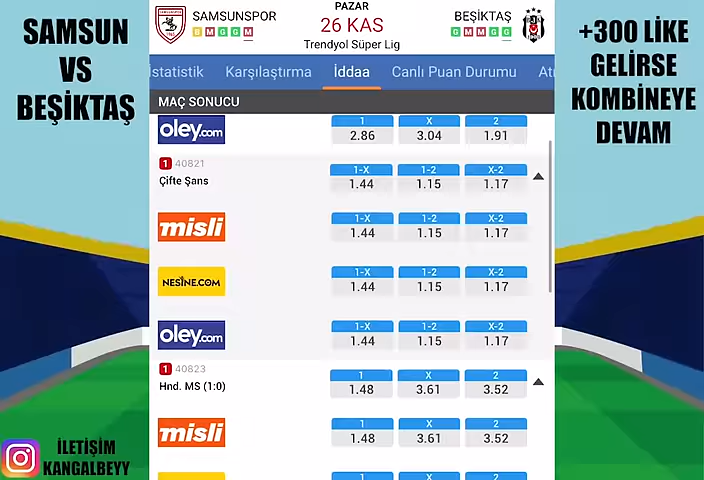 SAMSUN
VS
BEŞİKTAŞ
SAMSUNSPOR
B M G G M
PAZAR
26 KAS
Trendyol Süper Lig
BEŞİKTAŞ
G M M G G
+300 LİKE
GELİRSE
KOMBİNEYE
DEVAM
İstatistik Karşılaştırma İddaa Canlı Puan Durumu
MAÇ SONUCU
oley.com
1 X 2
2.86 3.04 1.91
1 40821
Çifte Şans
1-X 1-2 X-2
1.44 1.15 1.17
misli
1-X 1-2 X-2
1.44 1.15 1.17
NESİNE.COM
1-X 1-2 X-2
1.44 1.15 1.17
oley.com
1-X 1-2 X-2
1.44 1.15 1.17
1 40823
Hnd. MS (1:0)
1 X 2
1.48 3.61 3.52
misli
1 X 2
1.48 3.61 3.52
1 X 2
İLETİŞİM
KANGALBEYY